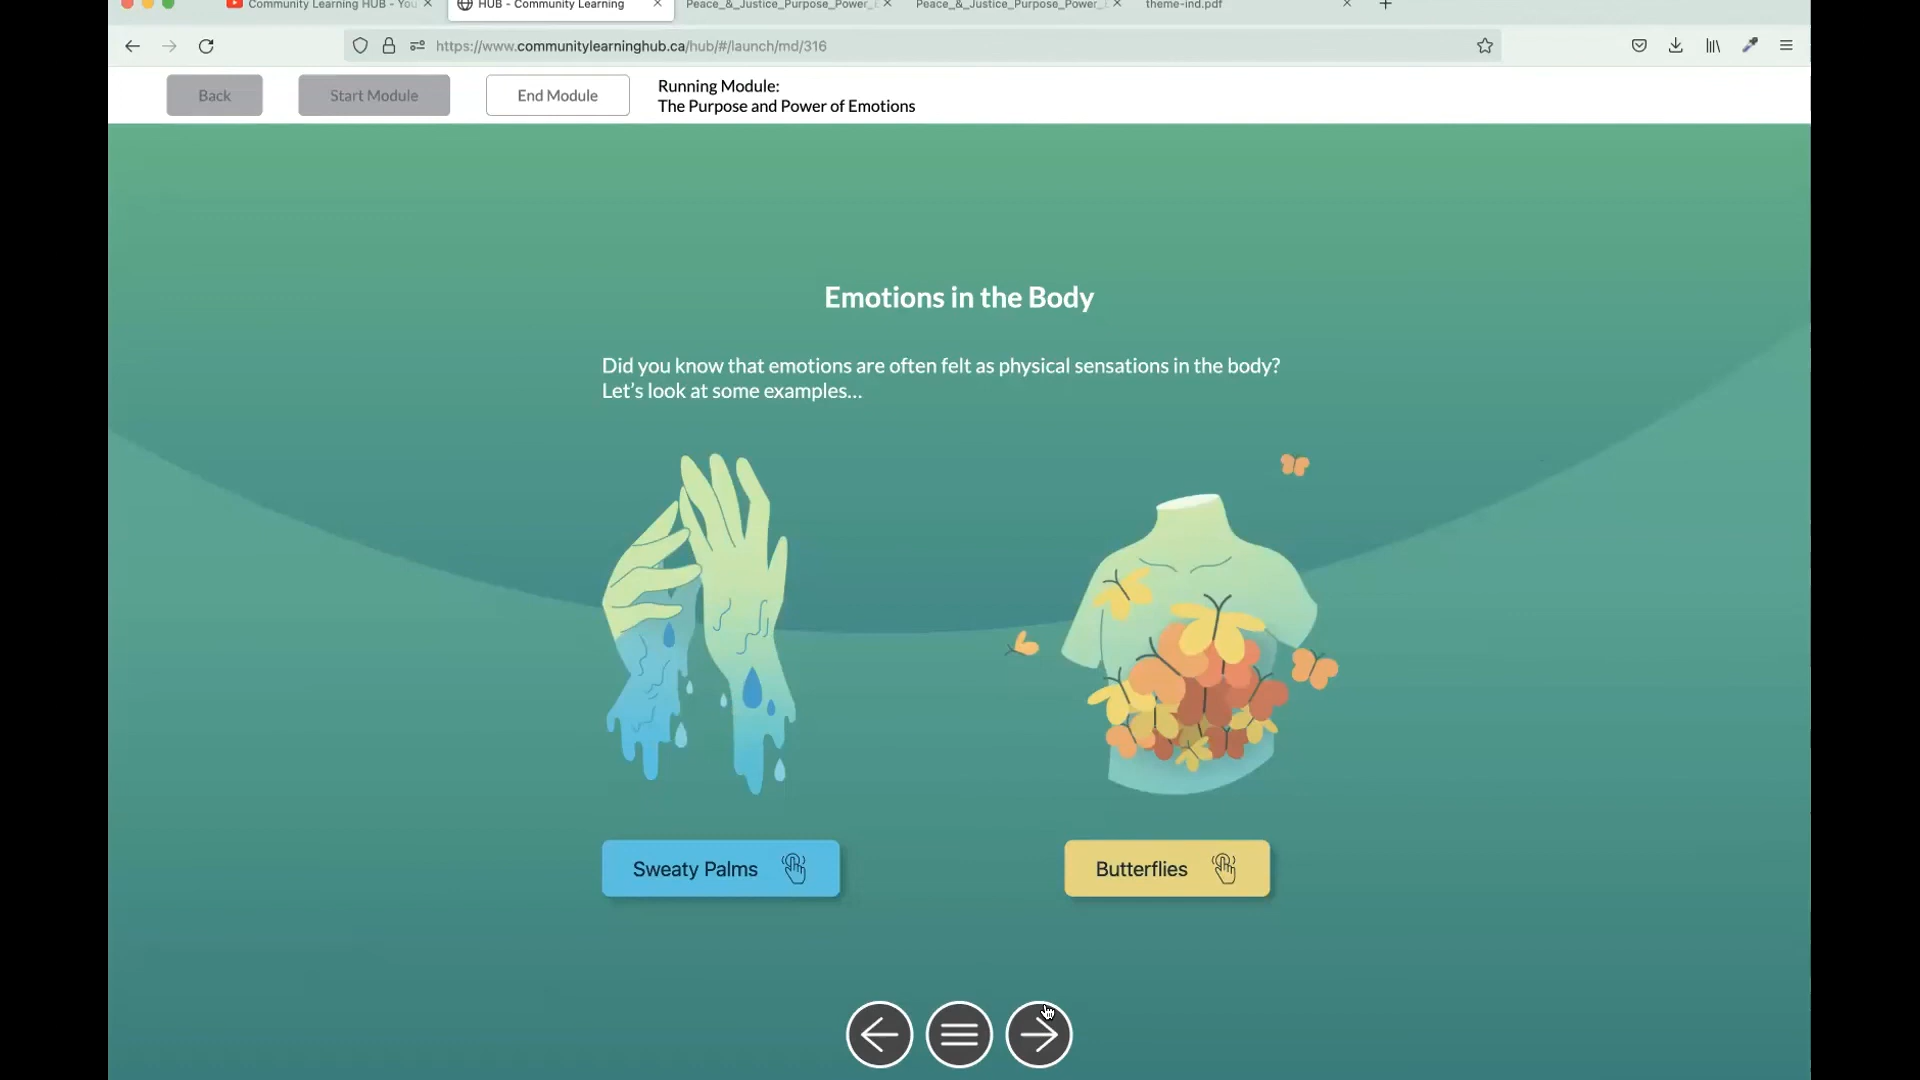 Community Learning HUB - You
HUB - Community Learning
Peace_&_Justice_Purpose_Power_
Peace_&_Justice_Purpose_Power_
theme-ind.pdf
https://www.communitylearninghub.ca/hub/#/launch/md/316
Back
Start Module
End Module
Running Module:
The Purpose and Power of Emotions
Emotions in the Body
Did you know that emotions are often felt as physical sensations in the body?
Let's look at some examples...
Sweaty Palms
Butterflies